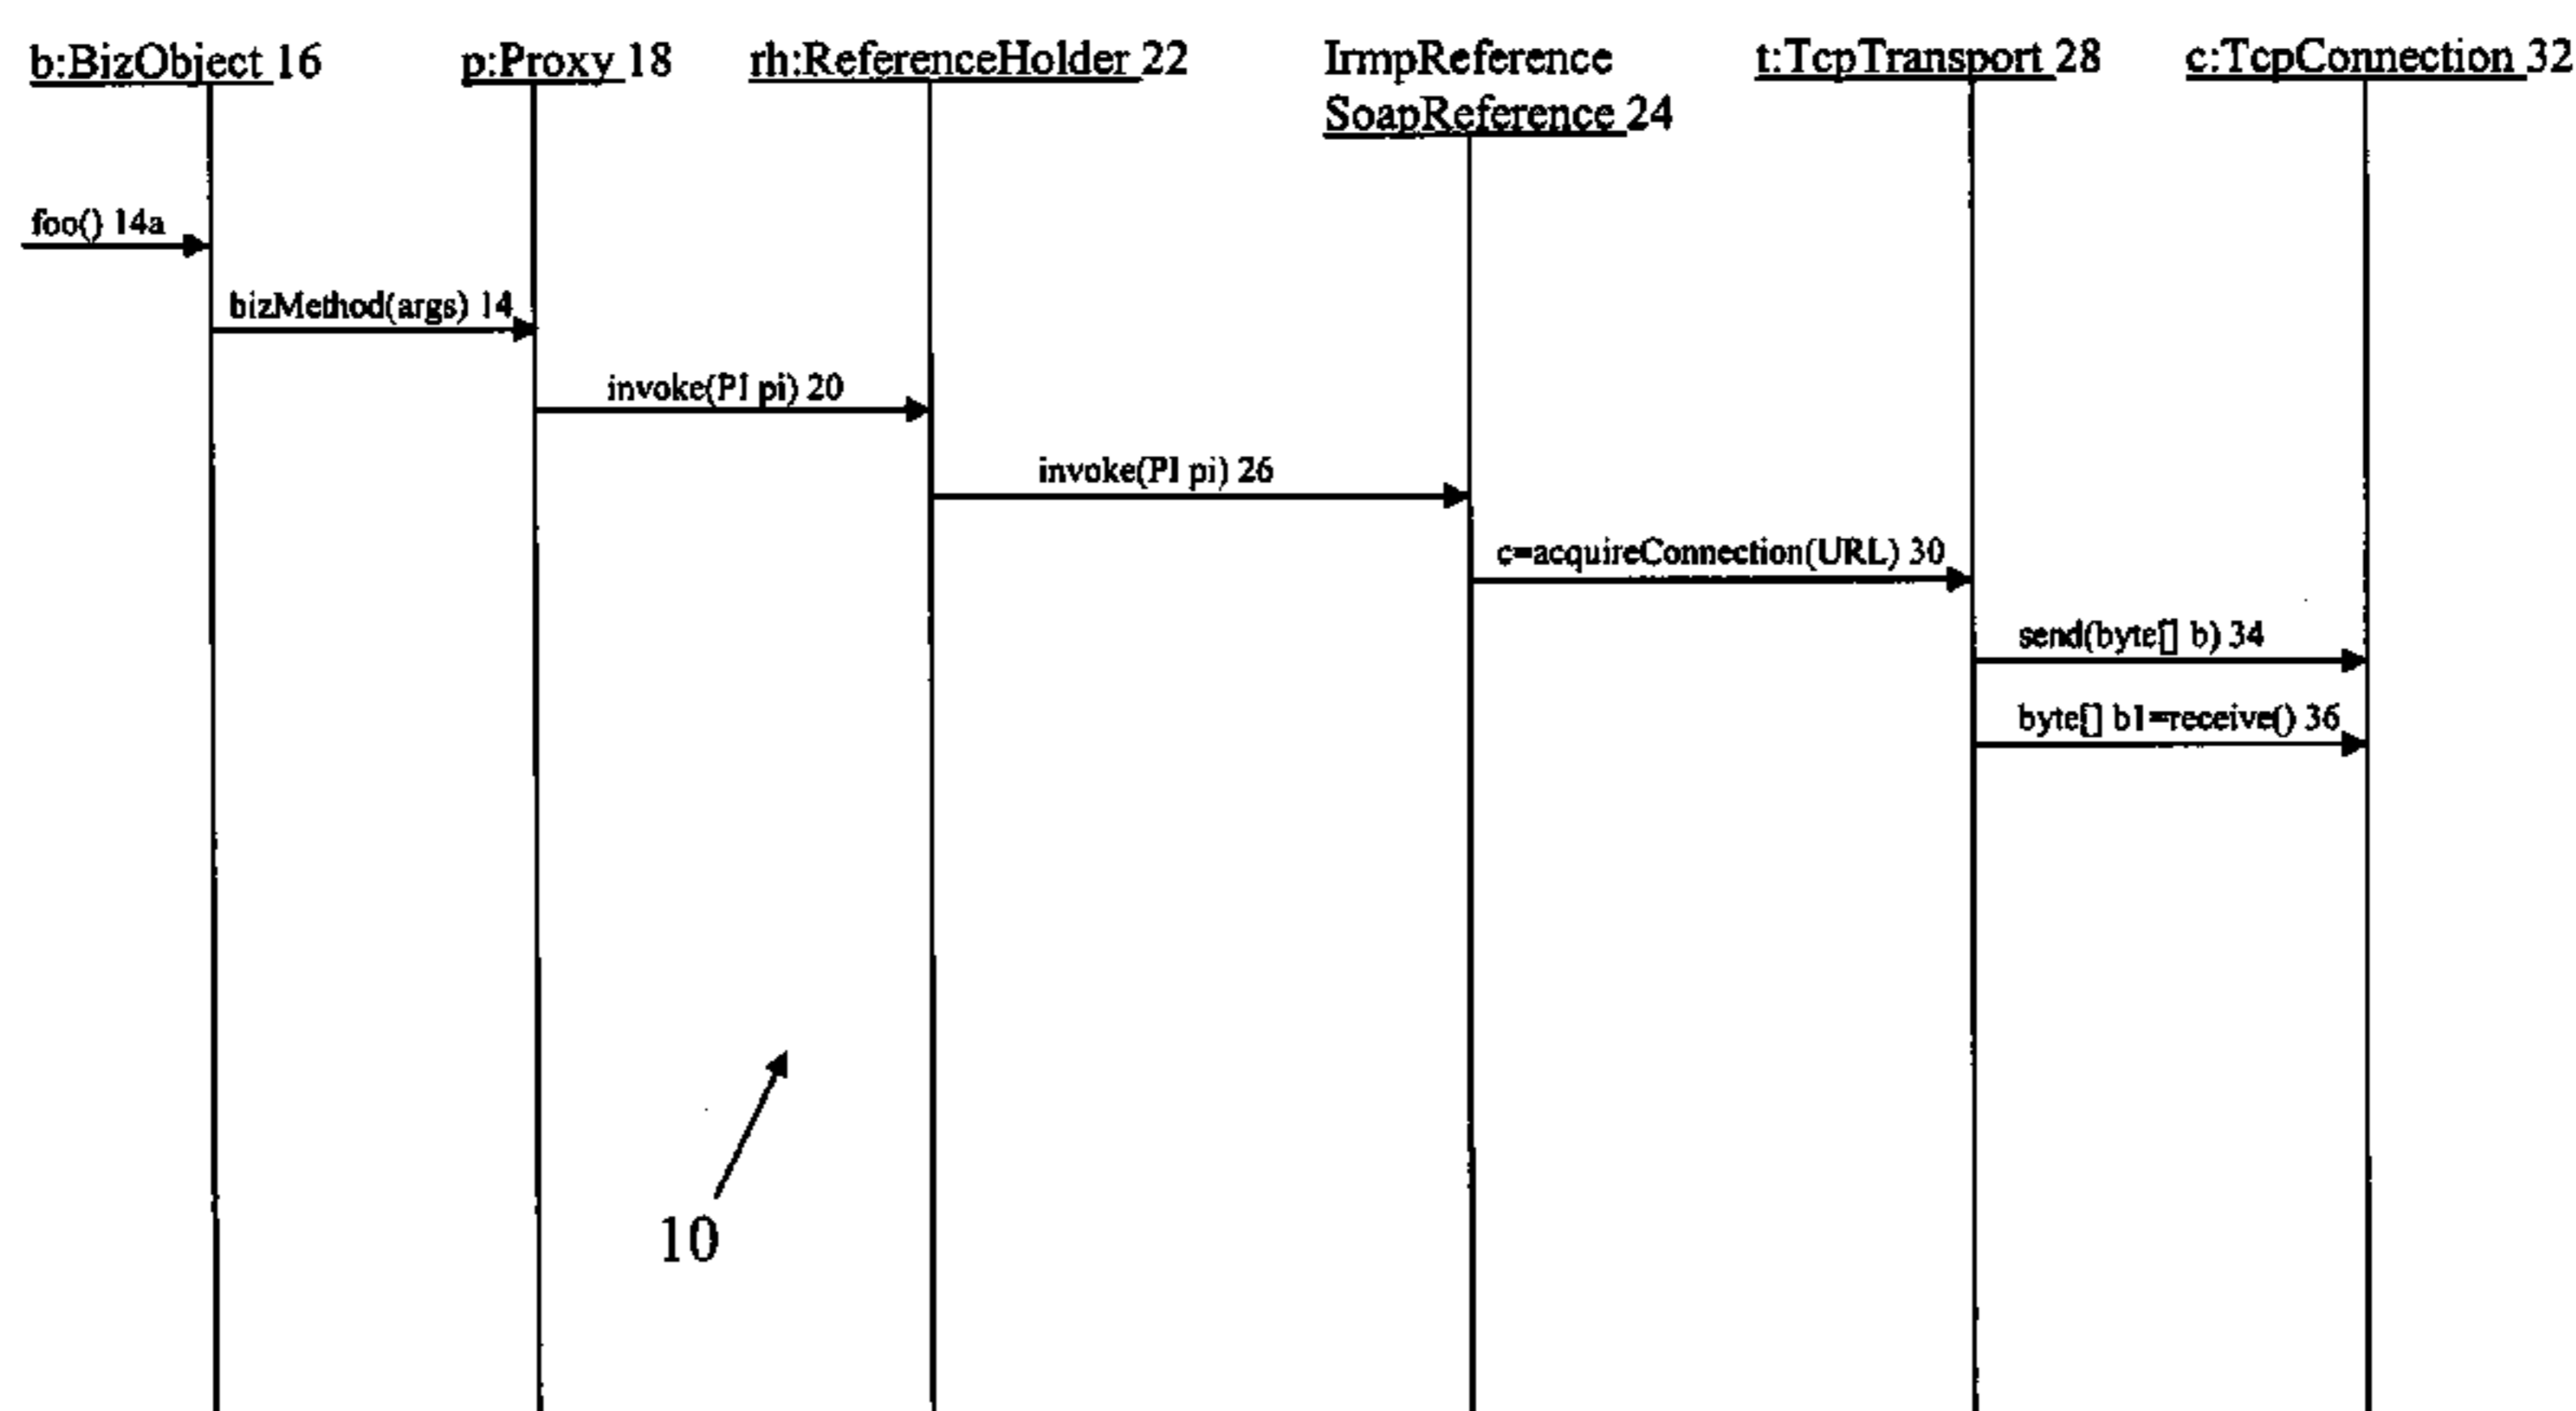 b:BizObject 16
p:Proxy 18
rh:ReferenceHolder 22
IrmpReference
SoapReference 24
t:TcpTransport 28
c:TcpConnection 32
foo() 14a
bizMethod(args) 14
invoke(PI pi) 20
invoke(PI pi) 26
c=acquireConnection(URL) 30
send(byte[] b) 34
byte[] b1=receive() 36
10